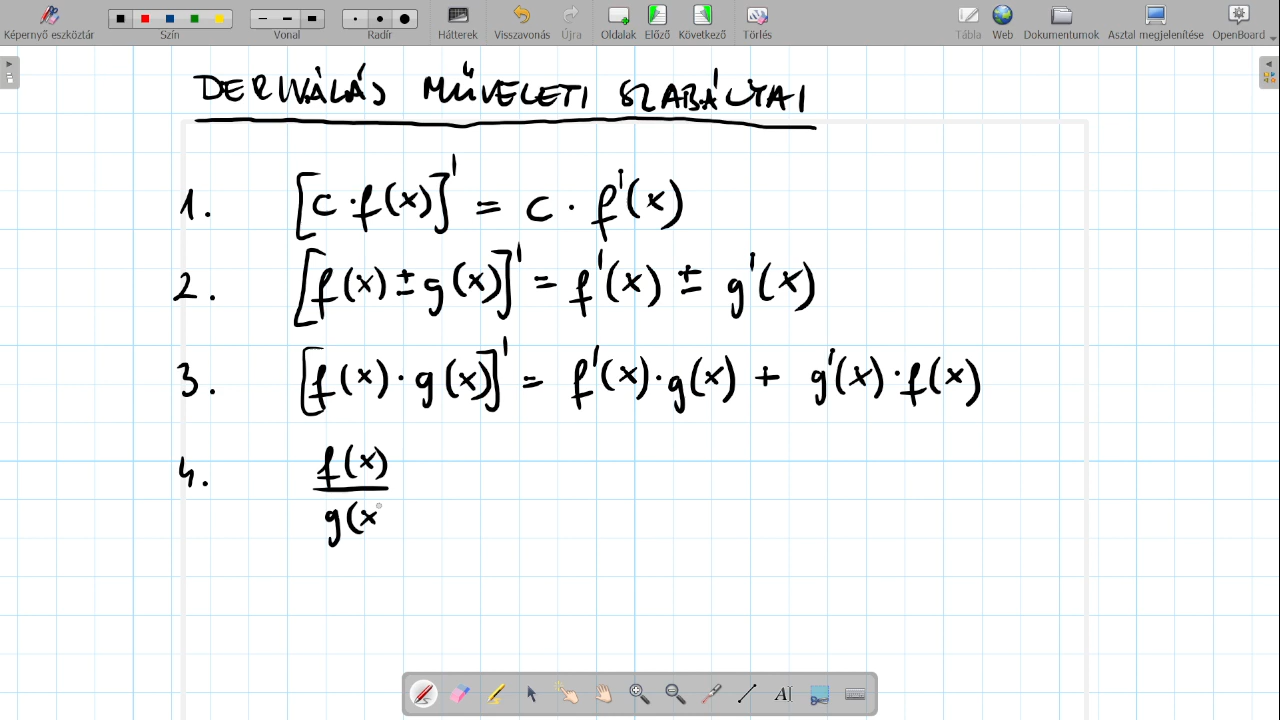 Képernyő eszköztár Szín Vonal Radír Hátterek Visszavonás Újra Oldalak Előző Következő Törlés Tábla Web Dokumentumok Asztal megjelenítése OpenBoard
DERIVÁLÁS MŰVELETI SZABÁLYAI
1. [c·f(x)]' = c · f'(x)
2. [f(x) ± g(x)]' = f'(x) ± g'(x)
3. [f(x) · g(x)]' = f'(x)·g(x) + g'(x)·f(x)
4. f(x)
g(x